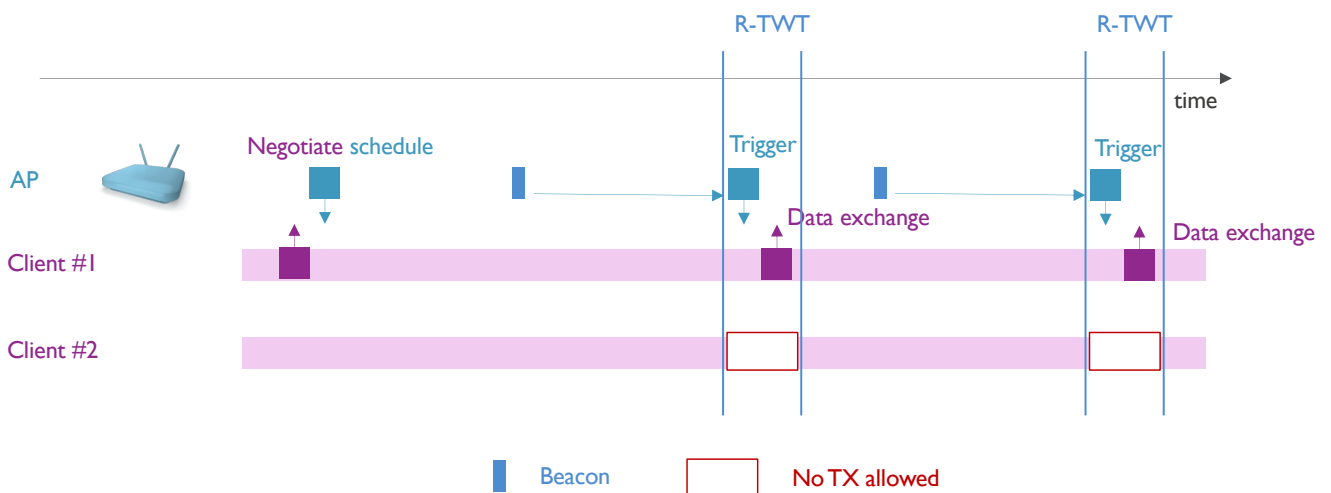 R-TWT
R-TWT
time
Negotiate schedule
Trigger
Trigger
AP
Data exchange
Data exchange
Client #1
Client #2
Beacon
No TX allowed